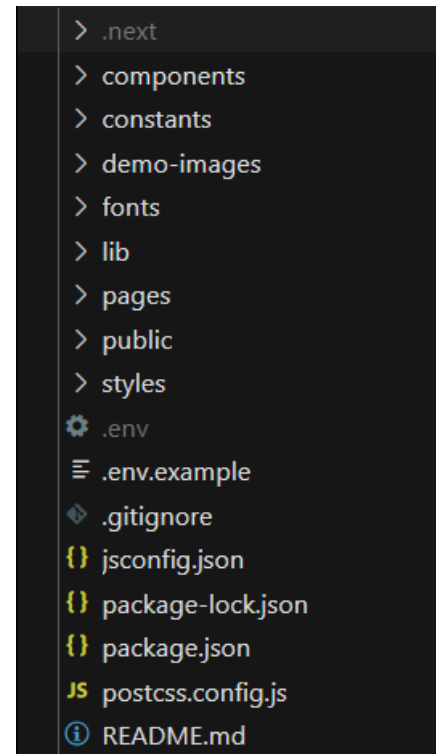 .next
components
constants
demo-images
fonts
lib
pages
public
styles
.env
.env.example
.gitignore
{} jsconfig.json
{} package-lock.json
{} package.json
JS postcss.config.js
README.md